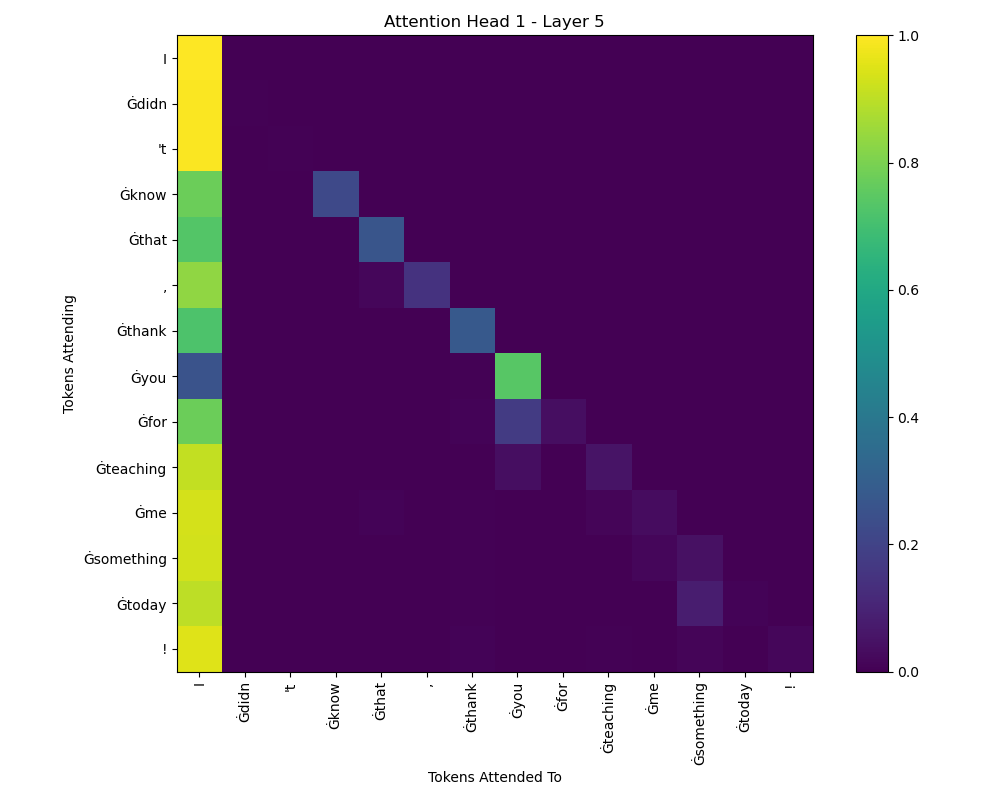 Attention Head 1 - Layer 5
I
Ġdidn
't
Ġknow
Ġthat
,
Ġthank
Ġyou
Ġfor
Ġteaching
Ġme
Ġsomething
Ġtoday
!
Tokens Attending
I
Ġdidn
't
Ġknow
Ġthat
,
Ġthank
Ġyou
Ġfor
Ġteaching
Ġme
Ġsomething
Ġtoday
!
Tokens Attended To
1.0
0.8
0.6
0.4
0.2
0.0